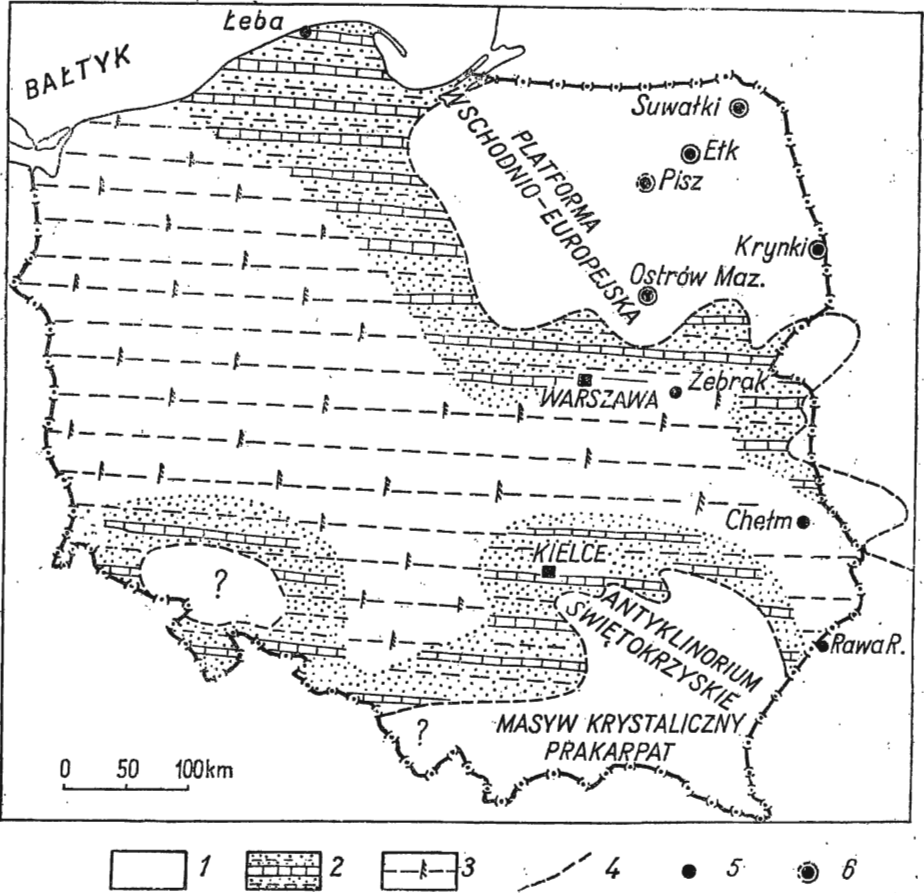 Łeba
BAŁTYK
Suwałki
Ełk
Pisz
PLATFORMA
WSCHODNIO-EUROPEJSKA
Krynki
Ostrów Maz.
Żebrak
WARSZAWA
Chełm
KIELCE
?
ANTYKLINORIUM
ŚWIĘTOKRZYSKIE
Rawa R.
?
MASYW KRYSTALICZNY
PRAKARPAT
0 50 100km
1 2 3 4 5 6